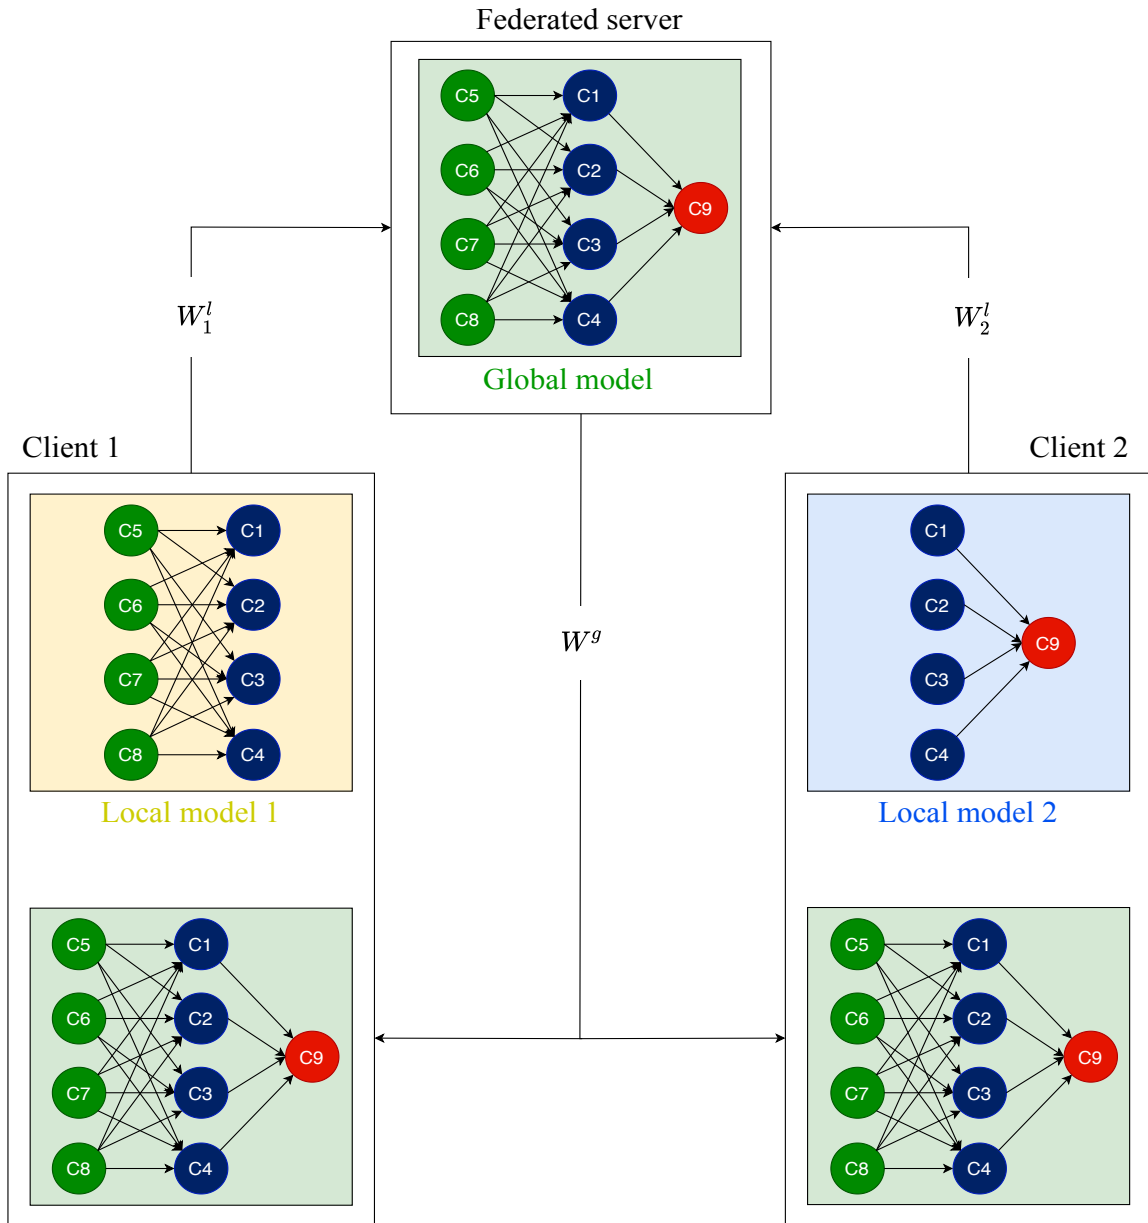 Federated server
C5 C1
C6 C2
C9
C7 C3
C8 C4
Global model
W_1^l
W_2^l
Client 1
Client 2
C5 C1
C6 C2
C7 C3
C8 C4
Local model 1
W^g
C1
C2
C9
C3
C4
Local model 2
C5 C1
C6 C2
C9
C7 C3
C8 C4
C5 C1
C6 C2
C9
C7 C3
C8 C4